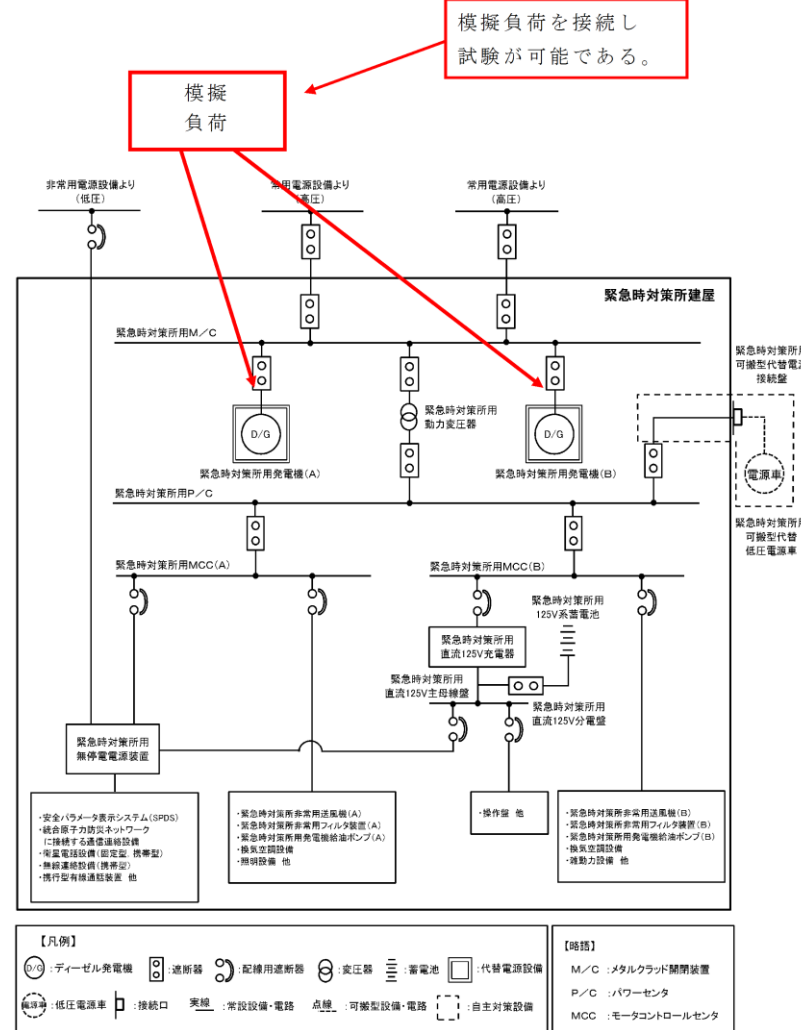 模擬負荷を接続し
試験が可能である。
模擬
負荷
非常用電源設備より
(低圧)
常用電源設備より
(高圧)
常用電源設備より
(高圧)
緊急時対策所建屋
緊急時対策所用M／C
緊急時対策所用
可搬型代替電源
接続盤
緊急時対策所用
動力変圧器
D/G
D/G
緊急時対策所用発電機(A)
緊急時対策所用発電機(B)
電源車
緊急時対策所用P／C
緊急時対策所用
可搬型代替
低圧電源車
緊急時対策所用MCC(A)
緊急時対策所用MCC(B)
緊急時対策所用
125V系蓄電池
緊急時対策所用
直流125V充電器
緊急時対策所用
直流125V主母線盤
緊急時対策所用
直流125V分電盤
緊急時対策所用
無停電電源装置
・安全パラメータ表示システム(SPDS)
・統合原子力防災ネットワーク
に接続する通信連絡設備
・衛星電話設備(固定型、携帯型)
・無線連絡設備(携帯型)
・携行型有線通話装置 他
・緊急時対策所非常用送風機(A)
・緊急時対策所非常用フィルタ装置(A)
・緊急時対策所用発電機給油ポンプ(A)
・換気空調設備
・照明設備 他
・操作盤 他
・緊急時対策所非常用送風機(B)
・緊急時対策所非常用フィルタ装置(B)
・緊急時対策所用発電機給油ポンプ(B)
・換気空調設備
・雑動力設備 他
【凡例】
D/G :ディーゼル発電機 :遮断器 :配線用遮断器 :変圧器 :蓄電池 :代替電源設備
電源車 :低圧電源車 :接続口 実線 :常設設備・電路 点線 :可搬型設備・電路 :自主対策設備
【略語】
M／C :メタルクラッド開閉装置
P／C :パワーセンタ
MCC :モータコントロールセンタ